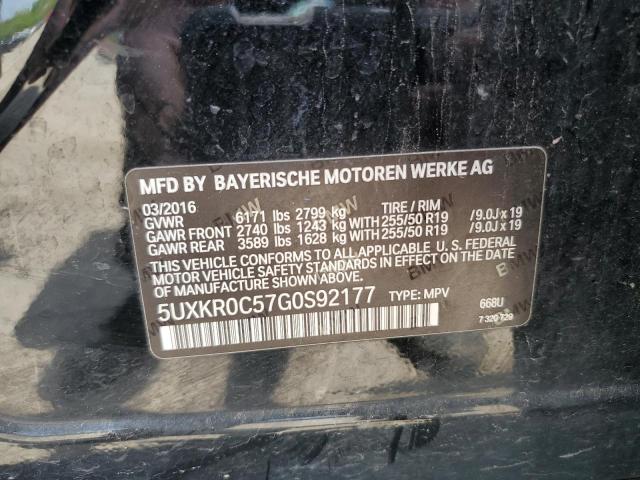 MFD BY BAYERISCHE MOTOREN WERKE AG
03/2016 TIRE / RIM
GVWR 6171 lbs 2799 kg
GAWR FRONT 2740 lbs 1243 kg WITH 255/50 R19 /9.0J x 19
GAWR REAR 3589 lbs 1628 kg WITH 255/50 R19 /9.0J x 19
THIS VEHICLE CONFORMS TO ALL APPLICABLE U.S. FEDERAL
MOTOR VEHICLE SAFETY STANDARDS IN EFFECT ON THE DATE
OF MANUFACTURE SHOWN ABOVE.
5UXKR0C57G0S92177 TYPE: MPV 668U
7 320 729